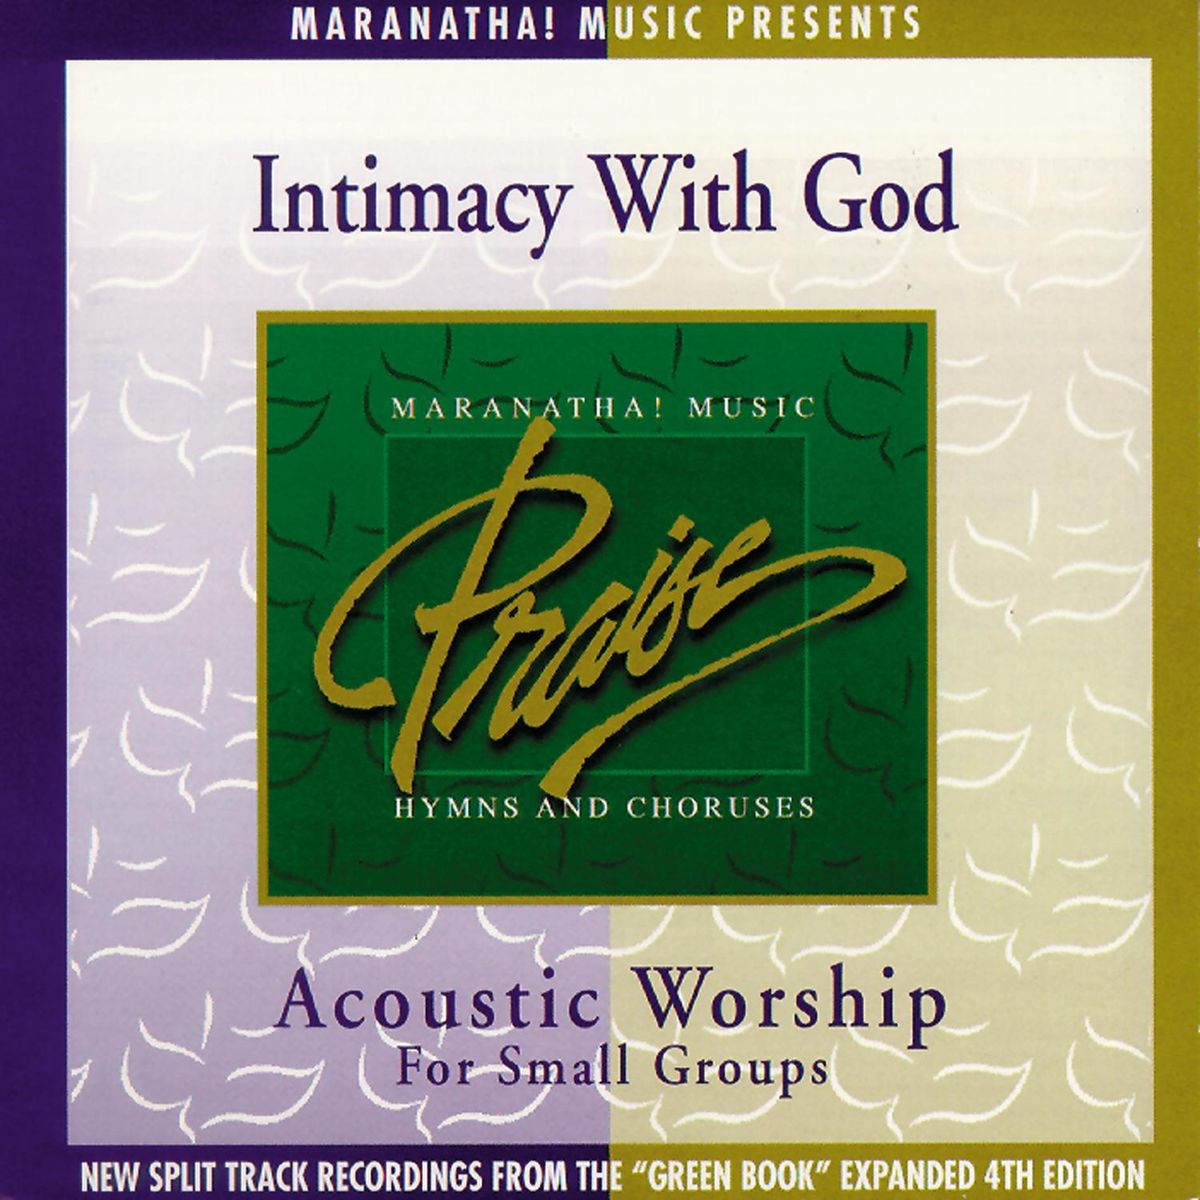 MARANATHA! MUSIC PRESENTS
Intimacy With God
MARANATHA! MUSIC
Praise
HYMNS AND CHORUSES
Acoustic Worship
For Small Groups
NEW SPLIT TRACK RECORDINGS FROM THE "GREEN BOOK" EXPANDED 4TH EDITION